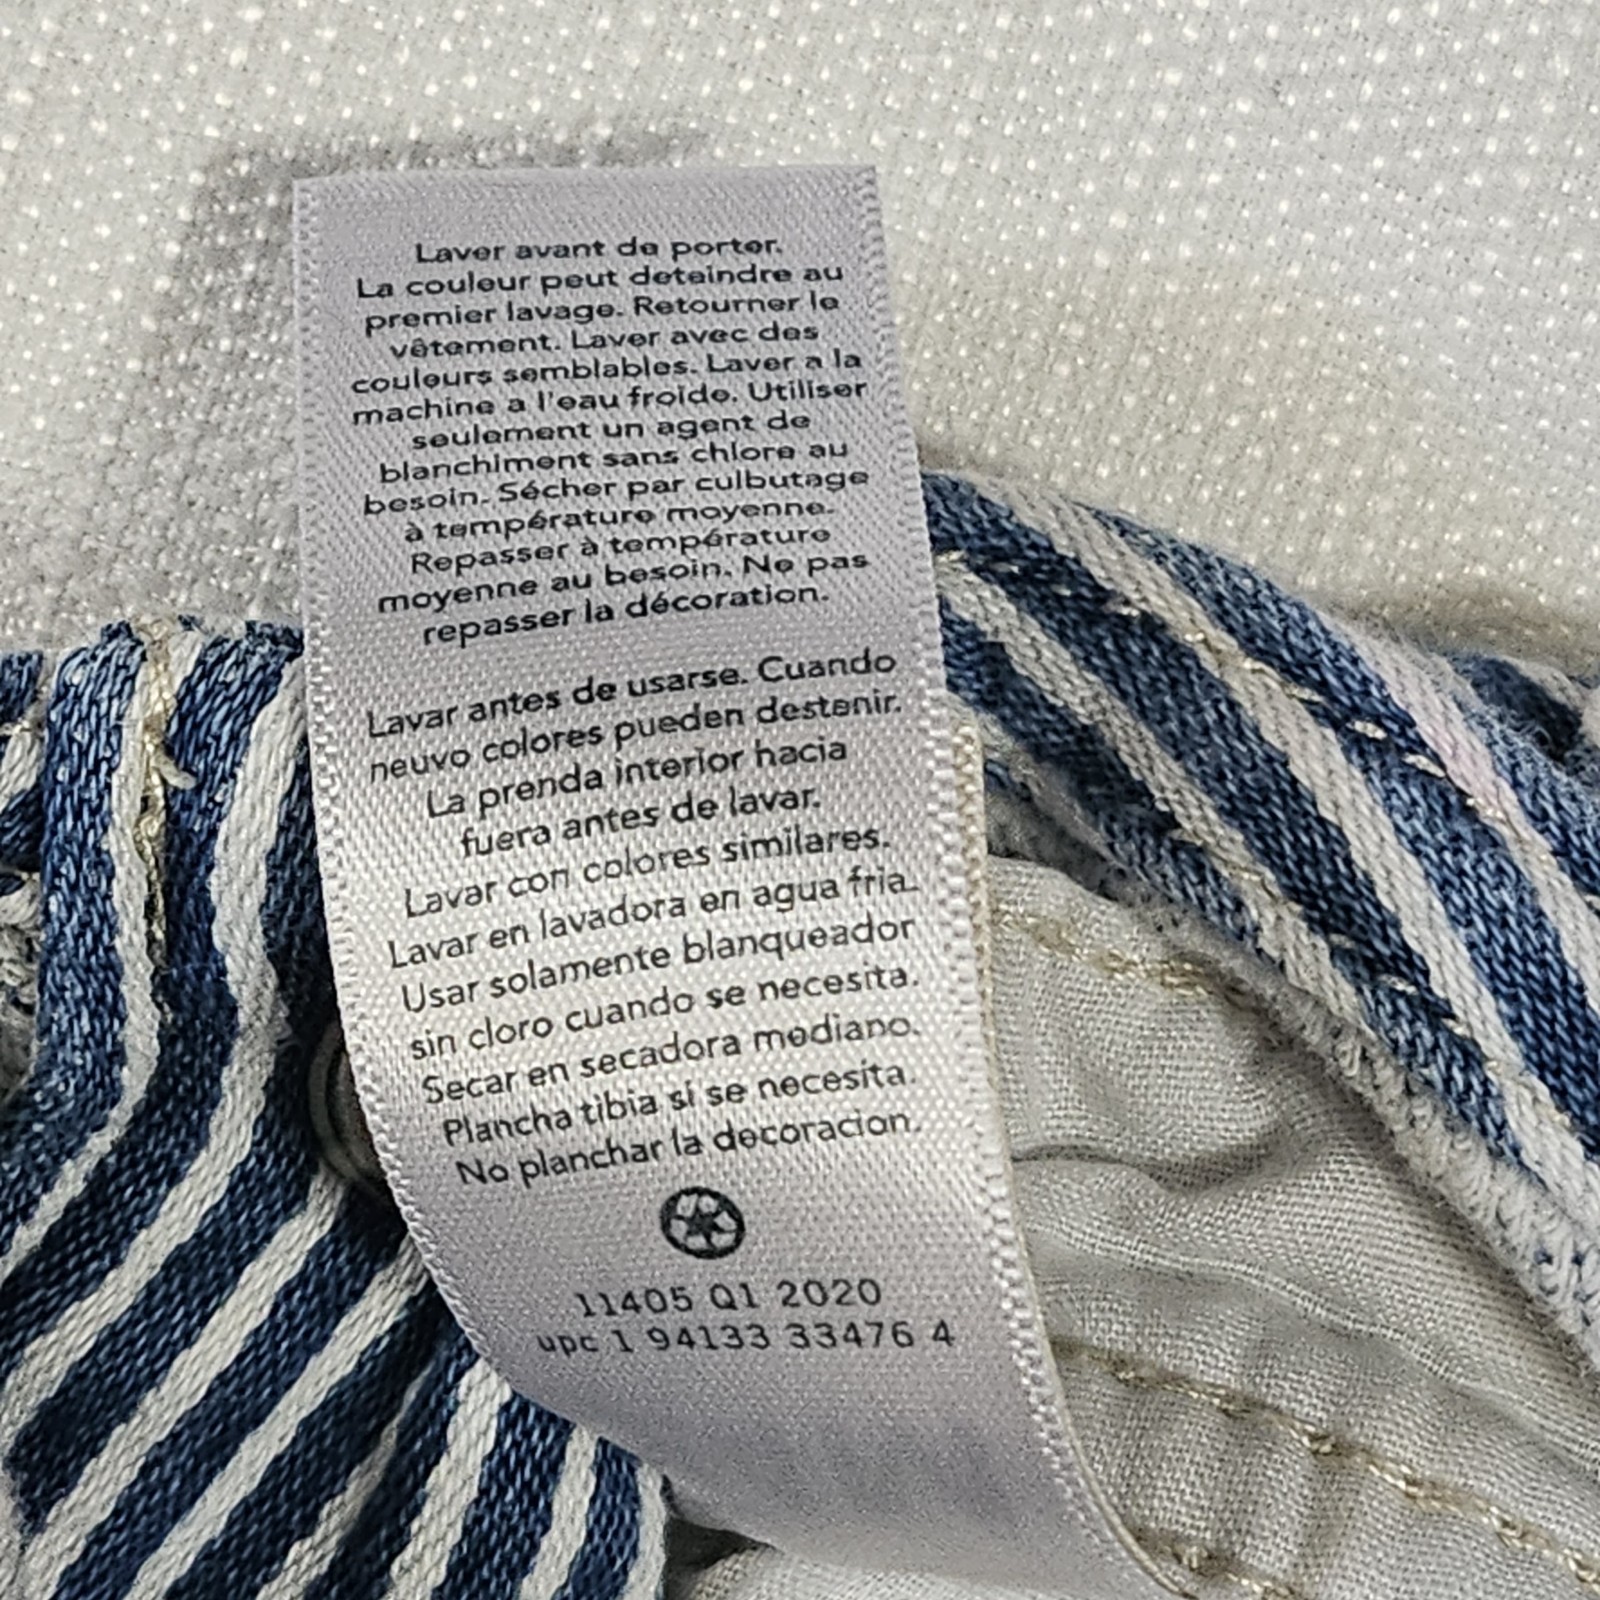 Laver avant de porter.
La couleur peut deteindre au
premier lavage. Retourner le
vêtement. Laver avec des
couleurs semblables. Laver a la
machine a l'eau froide. Utiliser
seulement un agent de
blanchiment sans chlore au
besoin. Sécher par culbutage
à température moyenne.
Repasser à température
moyenne au besoin. Ne pas
repasser la décoration.
Lavar antes de usarse. Cuando
neuvo colores pueden destenir.
La prenda interior hacia
fuera antes de lavar.
Lavar con colores similares.
Lavar en lavadora en agua fria.
Usar solamente blanqueador
sin cloro cuando se necesita.
Secar en secadora mediano.
Plancha tibia si se necesita.
No planchar la decoracion.
11405 Q1 2020
upc 1 94133 33476 4